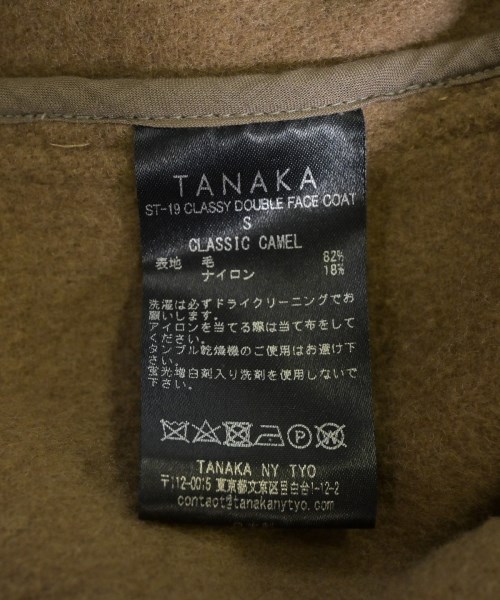 TANAKA
ST-19 CLASSY DOUBLE FACE COAT
S
CLASSIC CAMEL
表地 毛 82%
ナイロン 18%
洗濯は必ずドライクリーニングでお
願いします。
アイロンを当てる際は当て布をして
ください。
タンブル乾燥機のご使用はお避け下
さい。
蛍光増白剤入り洗剤を使用しないで
下さい。
TANAKA NY TYO
〒112-0015 東京都文京区目白台1-12-2
contact@tanakanytyo.com